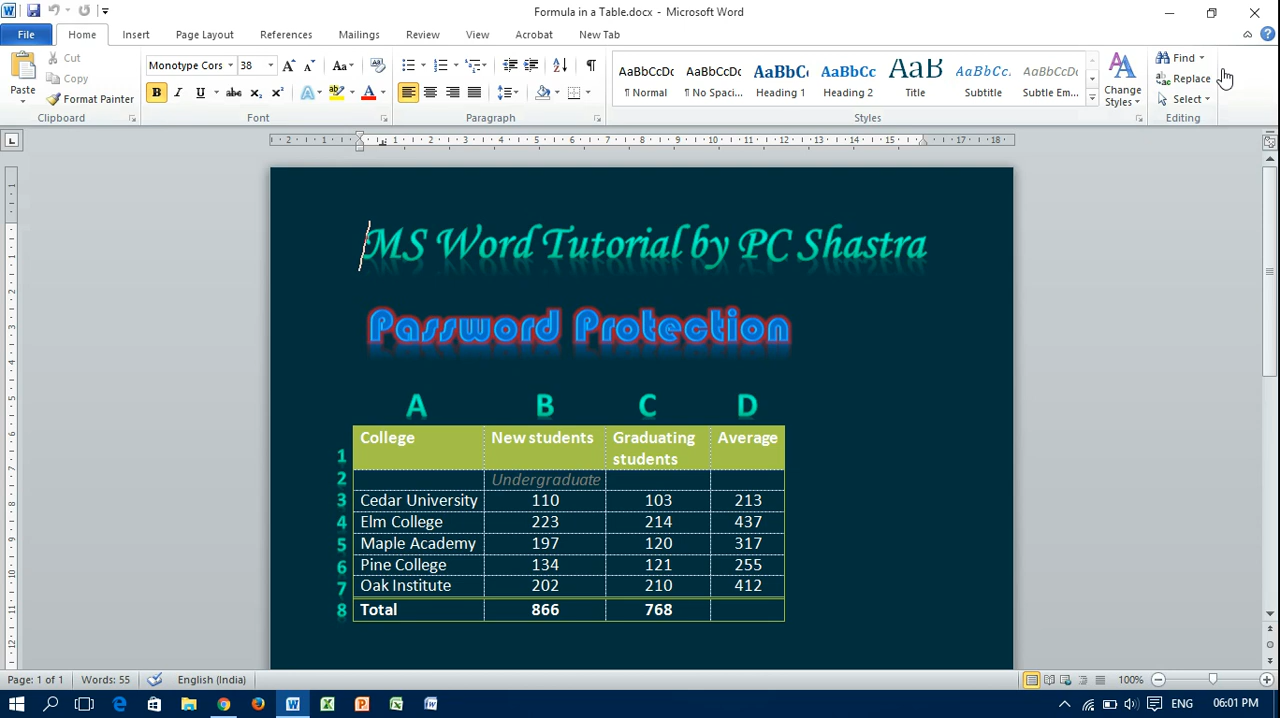 Formula in a Table.docx - Microsoft Word
File Home Insert Page Layout References Mailings Review View Acrobat New Tab
Paste
Cut
Copy
Format Painter
Clipboard
Monotype Cors 38
Font
Paragraph
AaBbCcDc AaBbCcDc AaBbC AaBbCc AaB AaBbCc AaBbCcDc
¶ Normal ¶ No Spaci... Heading 1 Heading 2 Title Subtitle Subtle Em...
Change
Styles
Styles
Find
Replace
Select
Editing
MS Word Tutorial by PC Shastra
Password Protection
A B C D
1 College New students Graduating students Average
2 Undergraduate
3 Cedar University 110 103 213
4 Elm College 223 214 437
5 Maple Academy 197 120 317
6 Pine College 134 121 255
7 Oak Institute 202 210 412
8 Total 866 768
Page: 1 of 1 Words: 55 English (India) 100%
ENG 06:01 PM